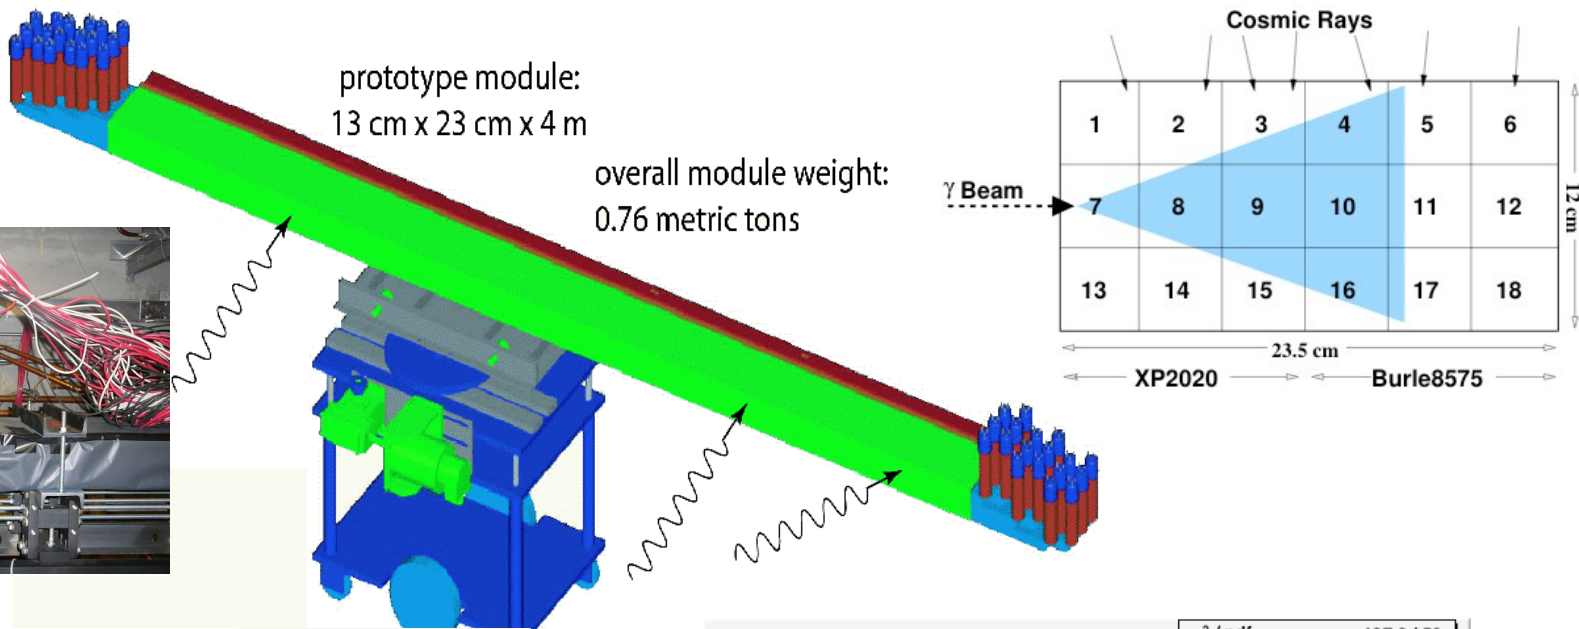 prototype module:
13 cm x 23 cm x 4 m
overall module weight:
0.76 metric tons
Cosmic Rays
γ Beam
1 2 3 4 5 6
7 8 9 10 11 12
13 14 15 16 17 18
12 cm
23.5 cm
XP2020 Burle8575